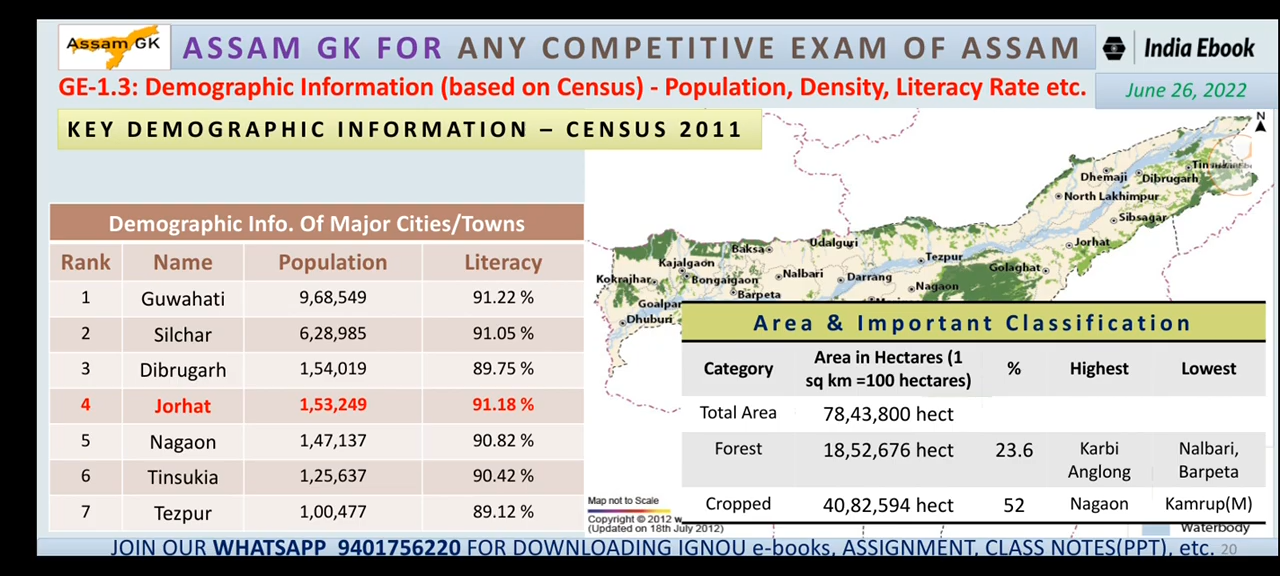 Assam GK
ASSAM GK FOR ANY COMPETITIVE EXAM OF ASSAM
India Ebook
GE-1.3: Demographic Information (based on Census) - Population, Density, Literacy Rate etc.
June 26, 2022
KEY DEMOGRAPHIC INFORMATION – CENSUS 2011
Demographic Info. Of Major Cities/Towns
Rank Name Population Literacy
1 Guwahati 9,68,549 91.22 %
2 Silchar 6,28,985 91.05 %
3 Dibrugarh 1,54,019 89.75 %
4 Jorhat 1,53,249 91.18 %
5 Nagaon 1,47,137 90.82 %
6 Tinsukia 1,25,637 90.42 %
7 Tezpur 1,00,477 89.12 %
N
Dhemaji
Dibrugarh
North Lakhimpur
Sibsagar
Jorhat
Udalguri
Baksa
Tezpur
Kajalgaon
Golaghat
Kokrajhar
Bongaigaon
Nalbari
Darrang
Nagaon
Barpeta
Goalpar
Dhuburi
Area & Important Classification
Category Area in Hectares (1
sq km =100 hectares) % Highest Lowest
Total Area 78,43,800 hect
Forest 18,52,676 hect 23.6 Karbi
Anglong Nalbari,
Barpeta
Cropped 40,82,594 hect 52 Nagaon Kamrup(M)
Map not to Scale
Copyright © 2012 w
(Updated on 18th July 2012)
Waterbody
JOIN OUR WHATSAPP 9401756220 FOR DOWNLOADING IGNOU e-books, ASSIGNMENT, CLASS NOTES(PPT), etc.
20